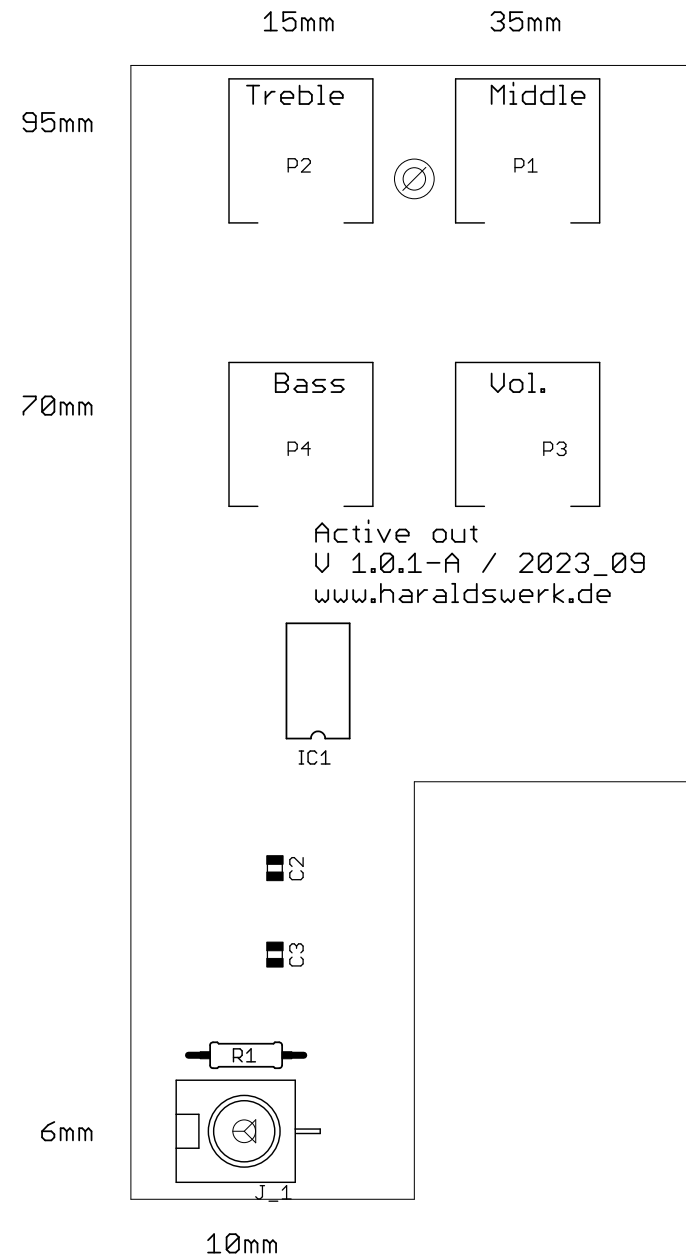 15mm 35mm
Treble Middle
95mm
P2 P1
Bass Vol.
70mm
P4 P3
Active out
V 1.0.1-A / 2023_09
www.haraldswerk.de
IC1
C2
C3
R1
6mm
J_1
10mm